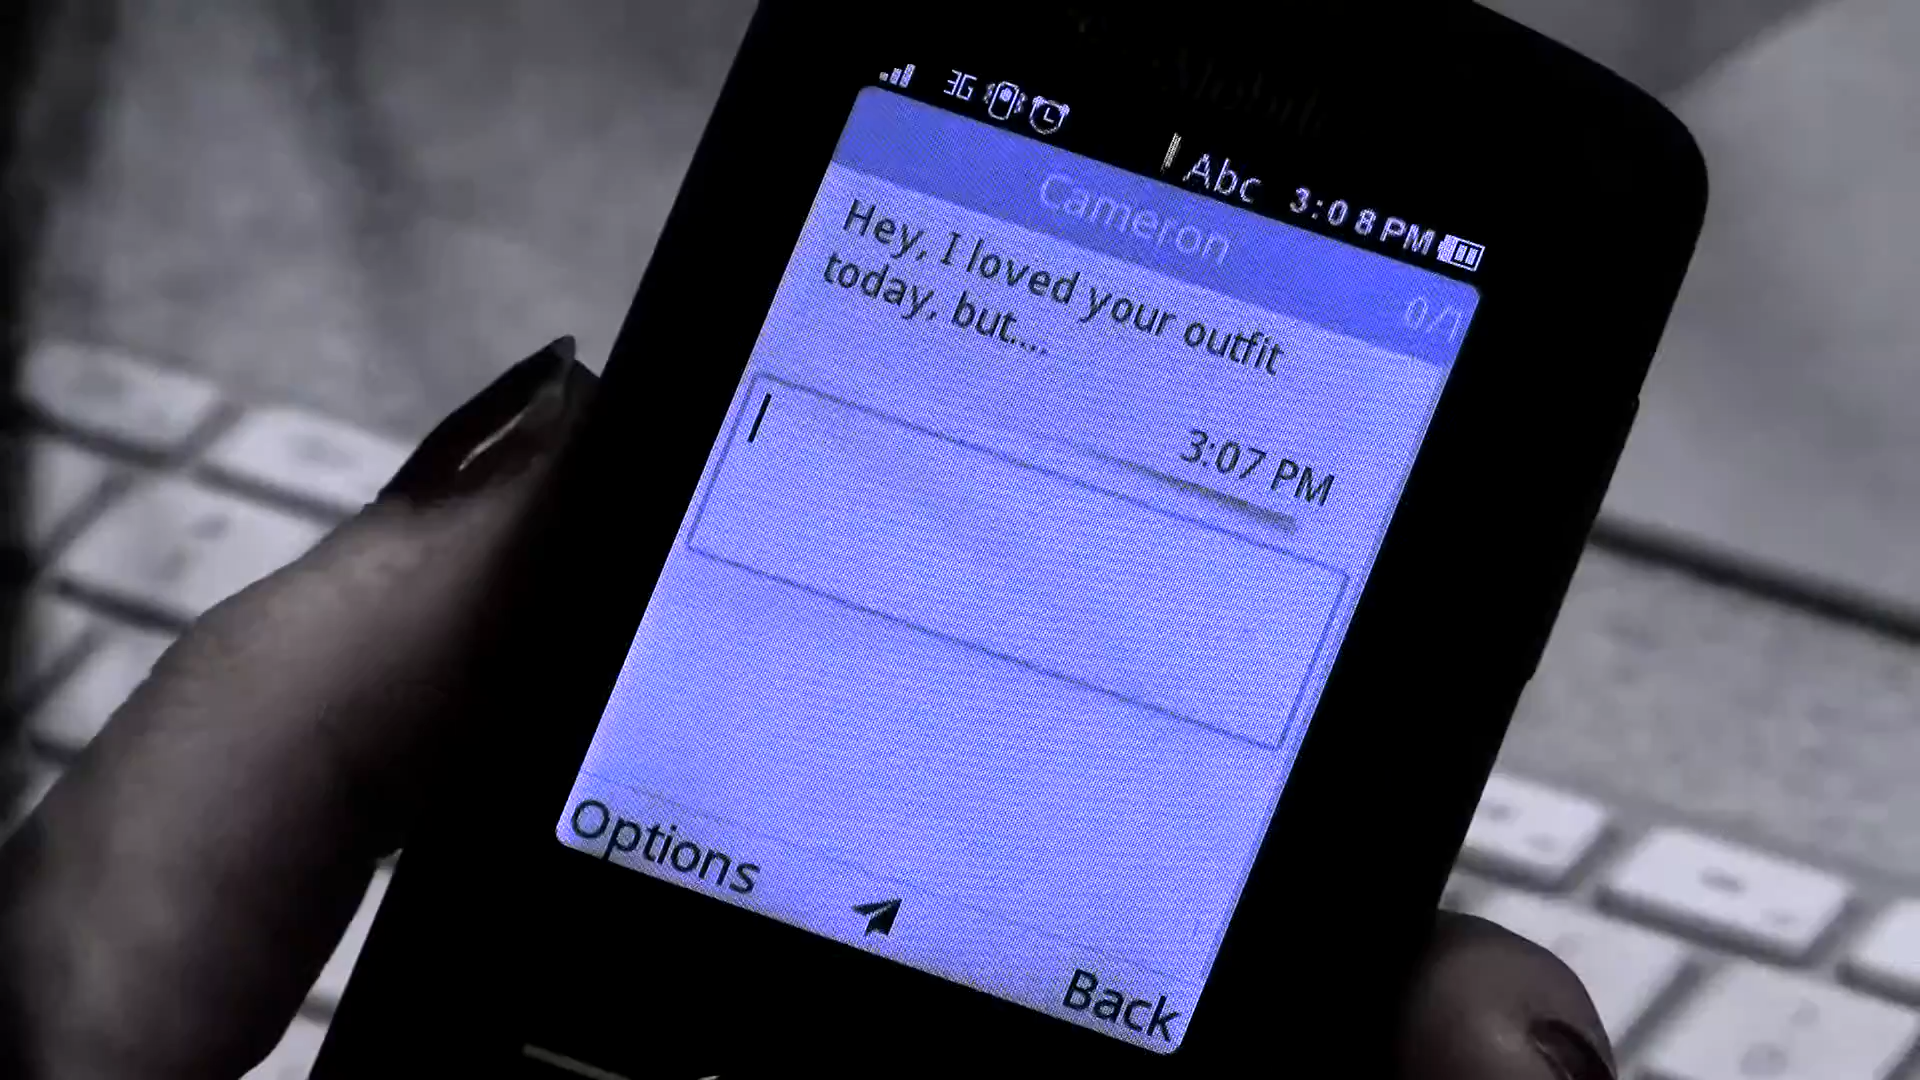 3G Abc 3:08 PM
Cameron
0/1
Hey, I loved your outfit
today, but....
3:07 PM
Options
Back